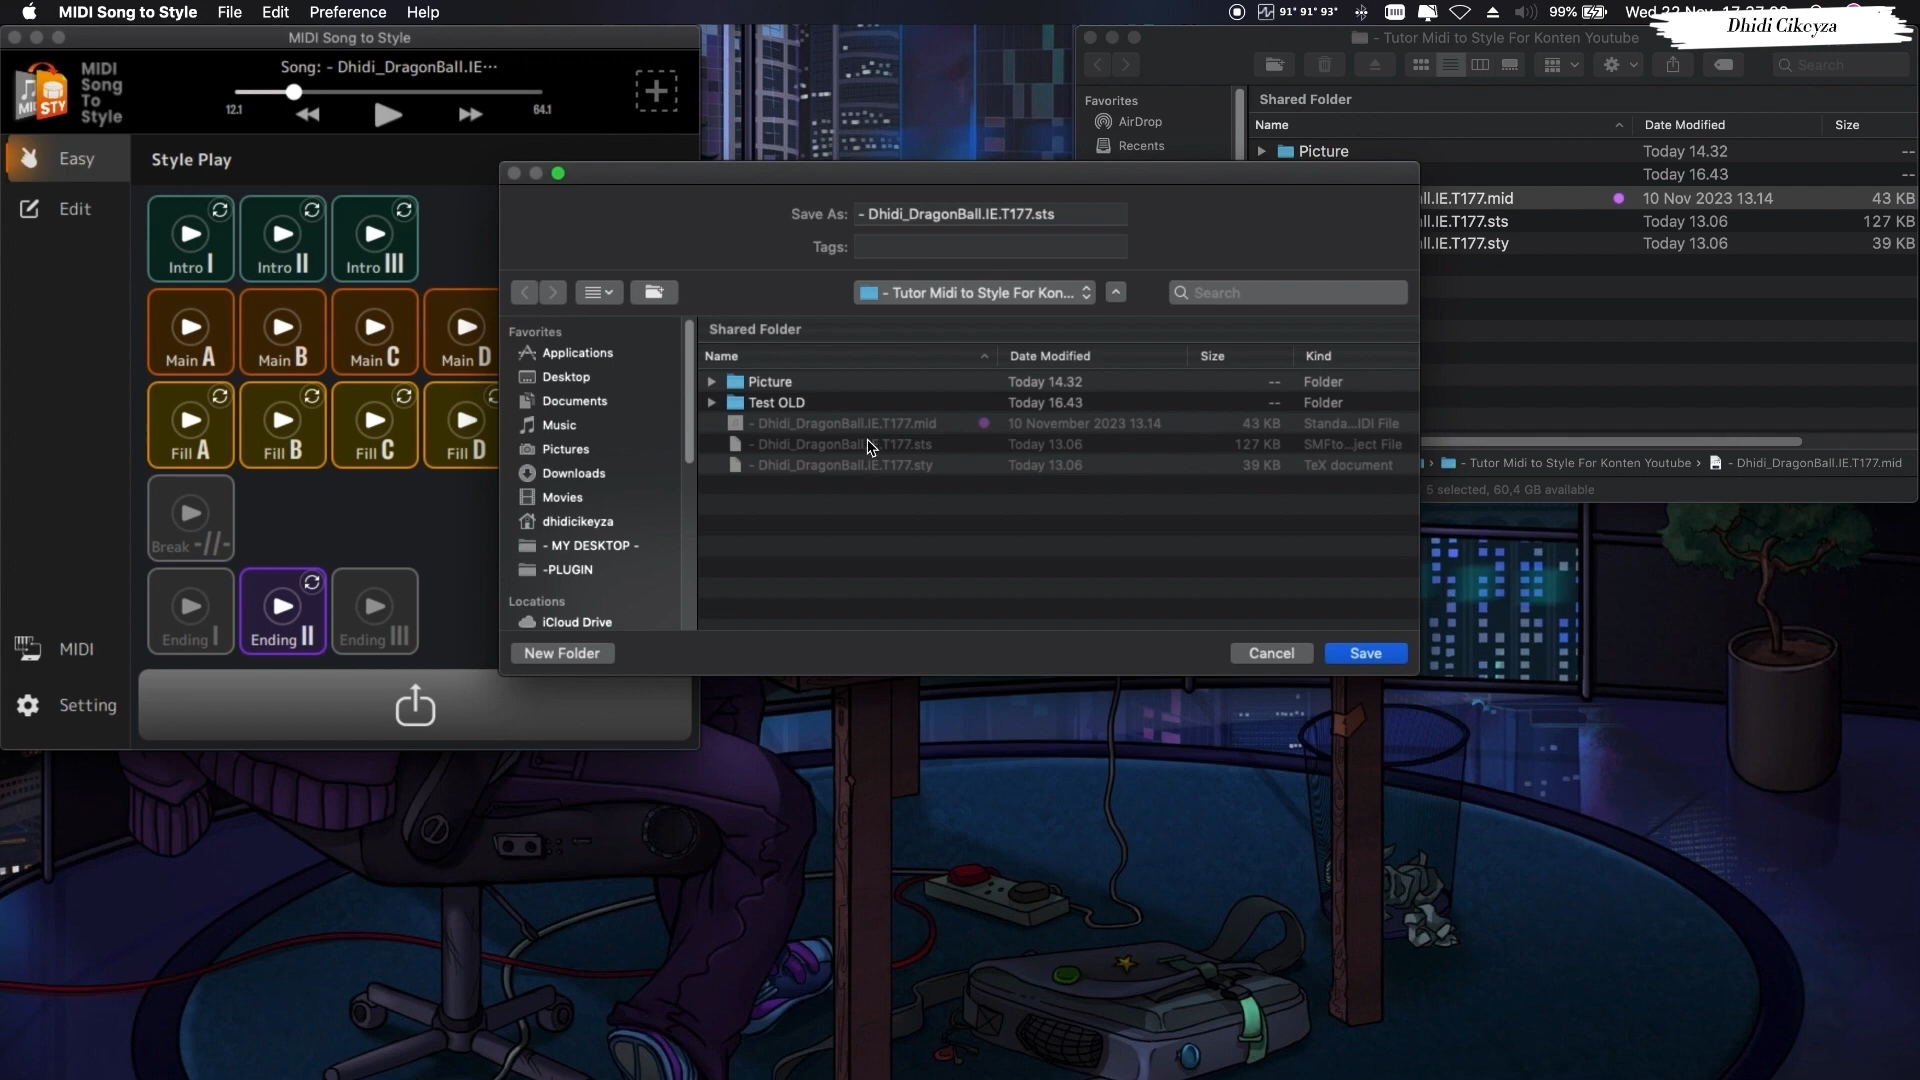 MIDI Song to Style File Edit Preference Help
91° 91° 93°
99%
Wed 22 Nov
Dhidi Cikeyza
MIDI Song to Style
MIDI
Song
To
Style
STY
Song: - Dhidi_DragonBall.IE···
12.1
64.1
Easy
Edit
MIDI
Setting
Style Play
Intro I
Intro II
Intro III
Main A
Main B
Main C
Main D
Fill A
Fill B
Fill C
Fill D
Break -//-
Ending I
Ending II
Ending III
Save As: - Dhidi_DragonBall.IE.T177.sts
Tags:
- Tutor Midi to Style For Kon...
Search
Favorites
Applications
Desktop
Documents
Music
Pictures
Downloads
Movies
dhidicikeyza
- MY DESKTOP -
-PLUGIN
Locations
iCloud Drive
Shared Folder
Name Date Modified Size Kind
Picture Today 14.32 -- Folder
Test OLD Today 16.43 -- Folder
- Dhidi_DragonBall.IE.T177.mid 10 November 2023 13.14 43 KB Standa...IDI File
- Dhidi_DragonBall.IE.T177.sts Today 13.06 127 KB SMFto...ject File
- Dhidi_DragonBall.IE.T177.sty Today 13.06 39 KB TeX document
New Folder
Cancel
Save
- Tutor Midi to Style For Konten Youtube
Search
Favorites
AirDrop
Recents
Shared Folder
Name Date Modified Size
Picture Today 14.32 --
Today 16.43 --
ll.IE.T177.mid 10 Nov 2023 13.14 43 KB
ll.IE.T177.sts Today 13.06 127 KB
ll.IE.T177.sty Today 13.06 39 KB
- Tutor Midi to Style For Konten Youtube › - Dhidi_DragonBall.IE.T177.mid
5 selected, 60,4 GB available